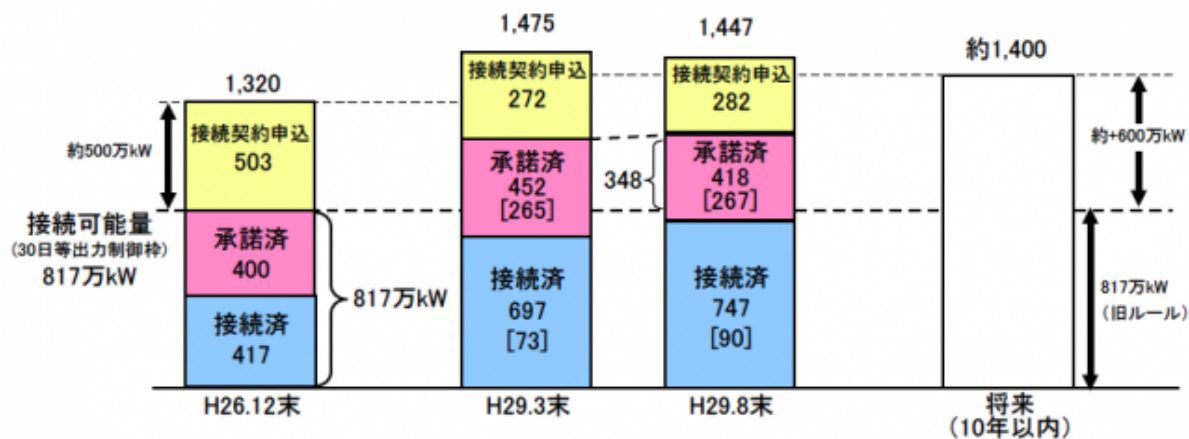 1,320
接続契約申込
503
約500万kW
接続可能量
(30日等出力制御枠)
817万kW
承諾済
400
接続済
417
817万kW
H26.12末
1,475
接続契約申込
272
承諾済
452
[265]
接続済
697
[73]
H29.3末
1,447
接続契約申込
282
348
承諾済
418
[267]
接続済
747
[90]
H29.8末
約1,400
約+600万kW
817万kW
(旧ルール)
将来
(10年以内)